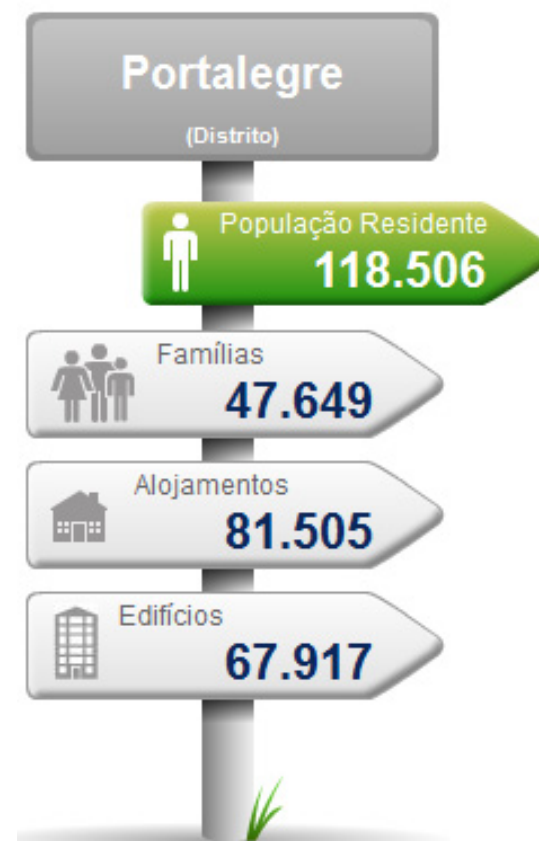 Portalegre
(Distrito)
População Residente
118.506
Famílias
47.649
Alojamentos
81.505
Edifícios
67.917